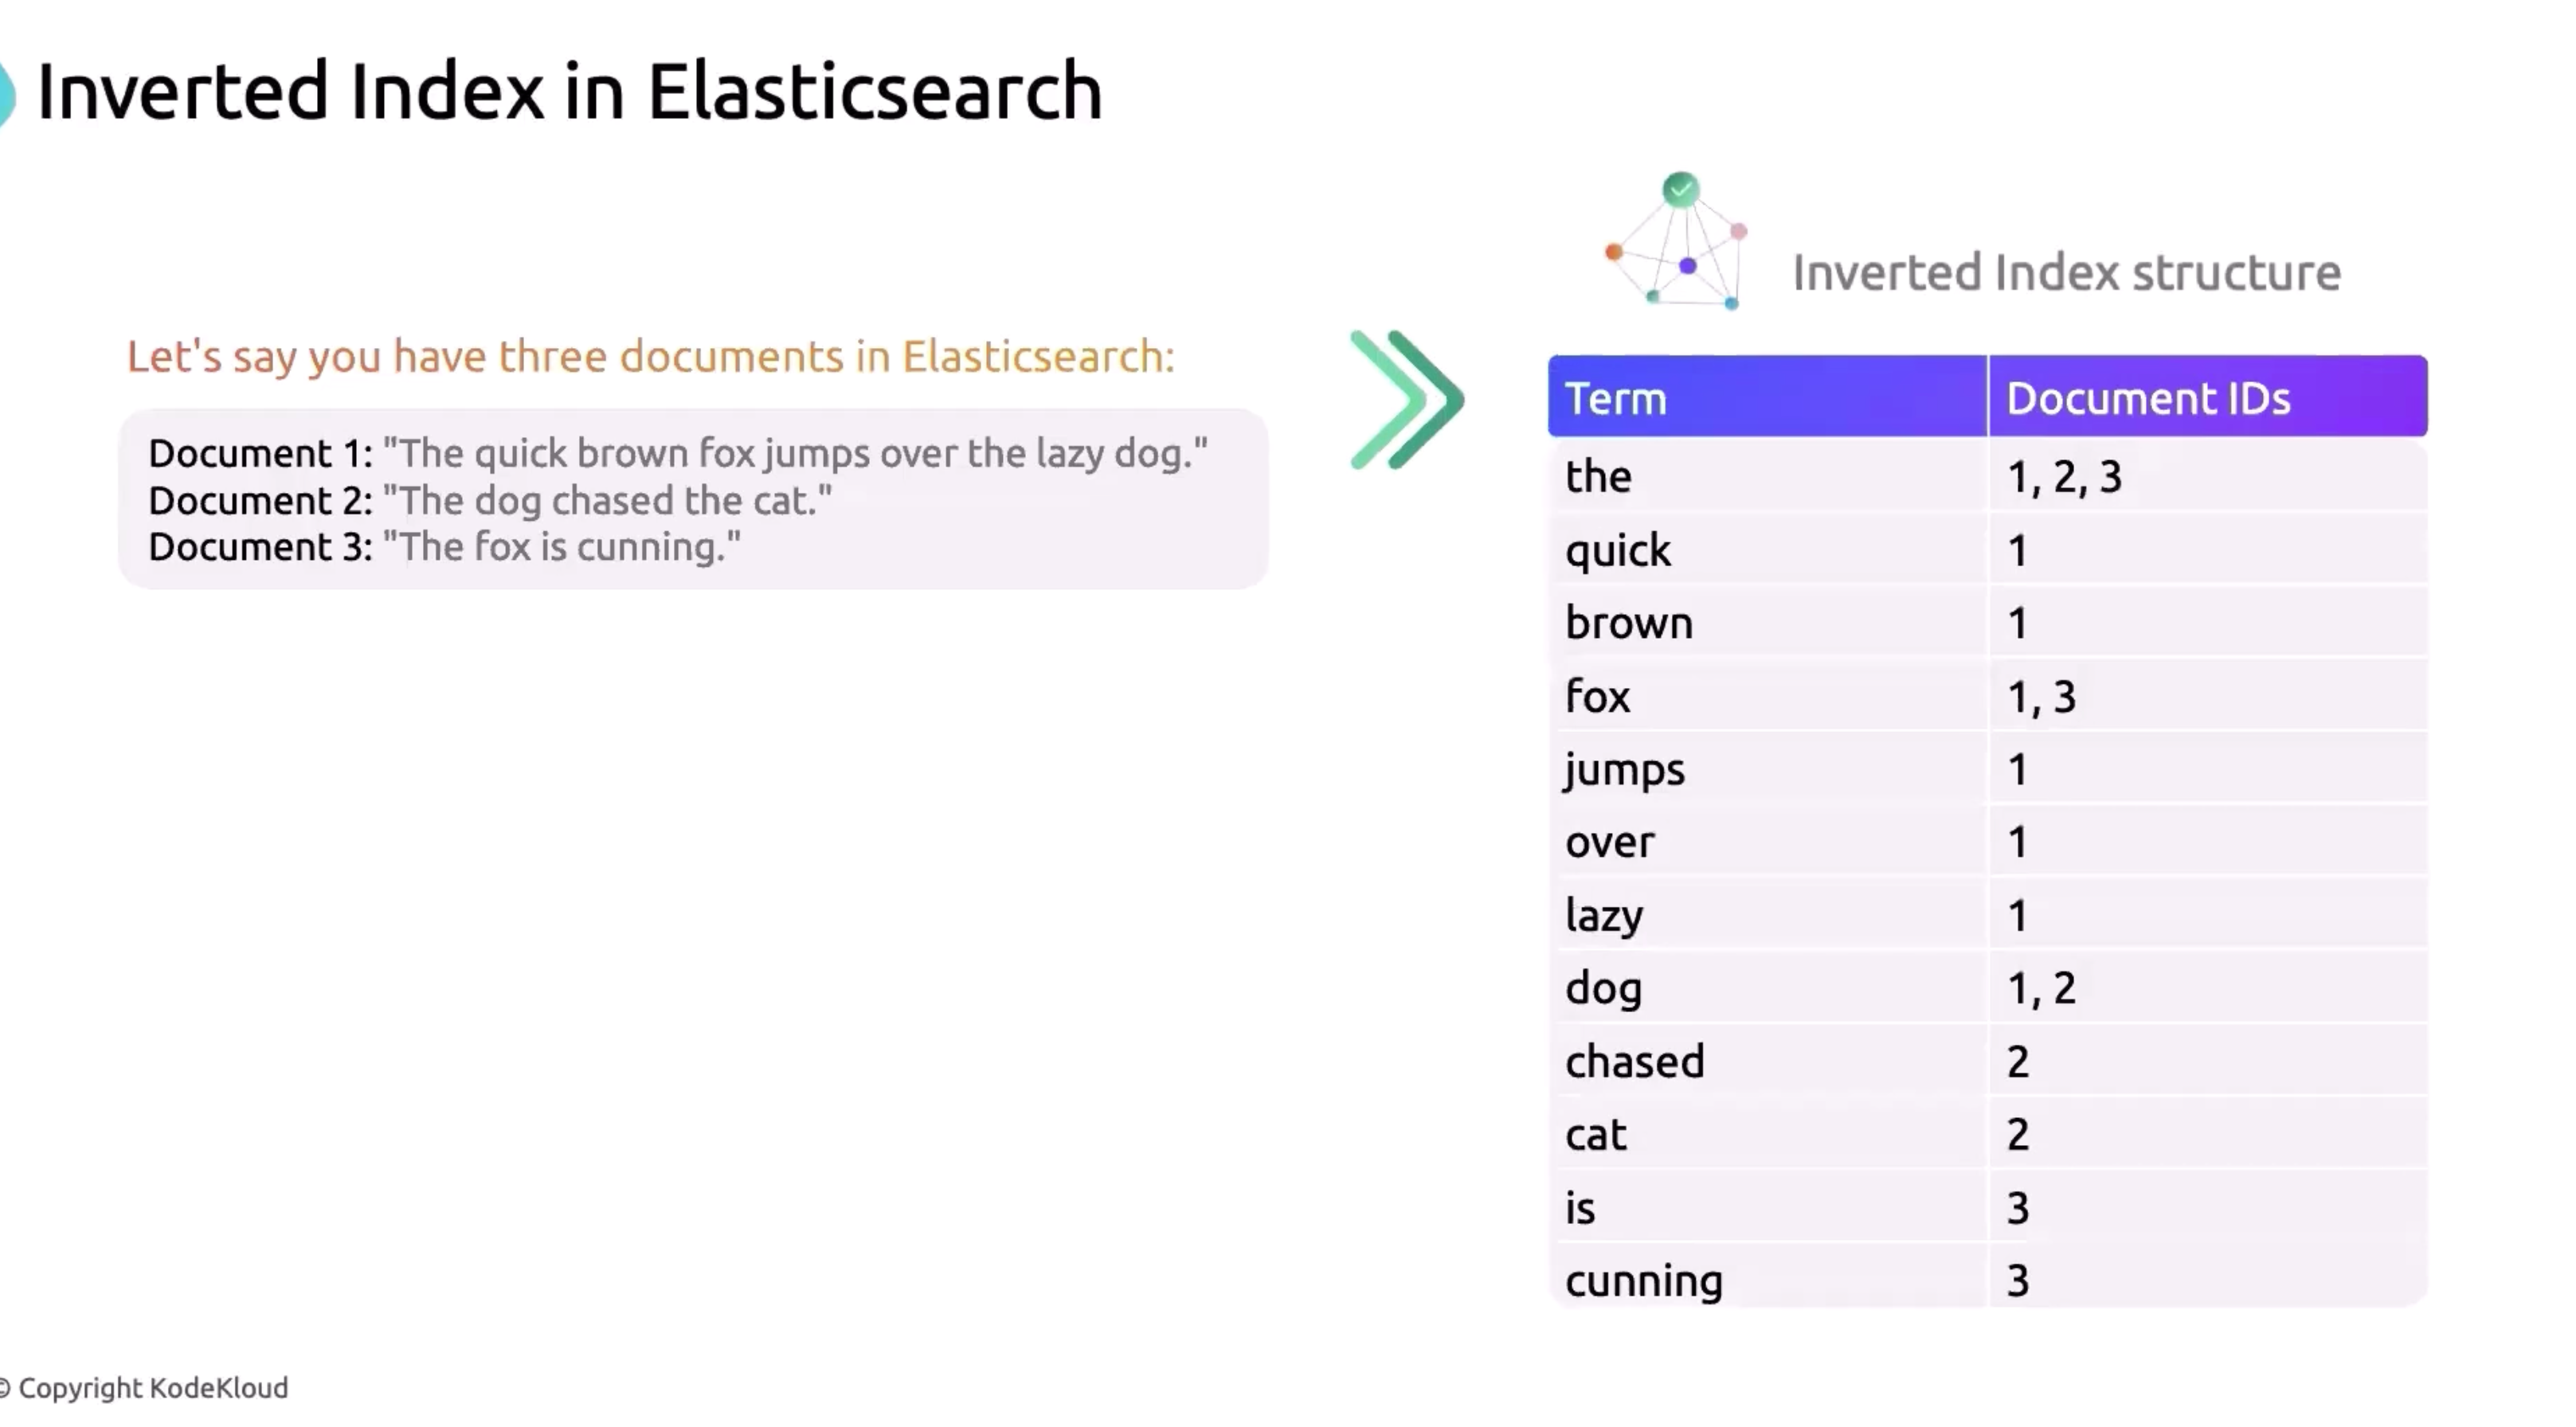 Inverted Index in Elasticsearch
Let's say you have three documents in Elasticsearch:
Document 1: "The quick brown fox jumps over the lazy dog."
Document 2: "The dog chased the cat."
Document 3: "The fox is cunning."
Inverted Index structure
Term Document IDs
the 1, 2, 3
quick 1
brown 1
fox 1, 3
jumps 1
over 1
lazy 1
dog 1, 2
chased 2
cat 2
is 3
cunning 3
© Copyright KodeKloud